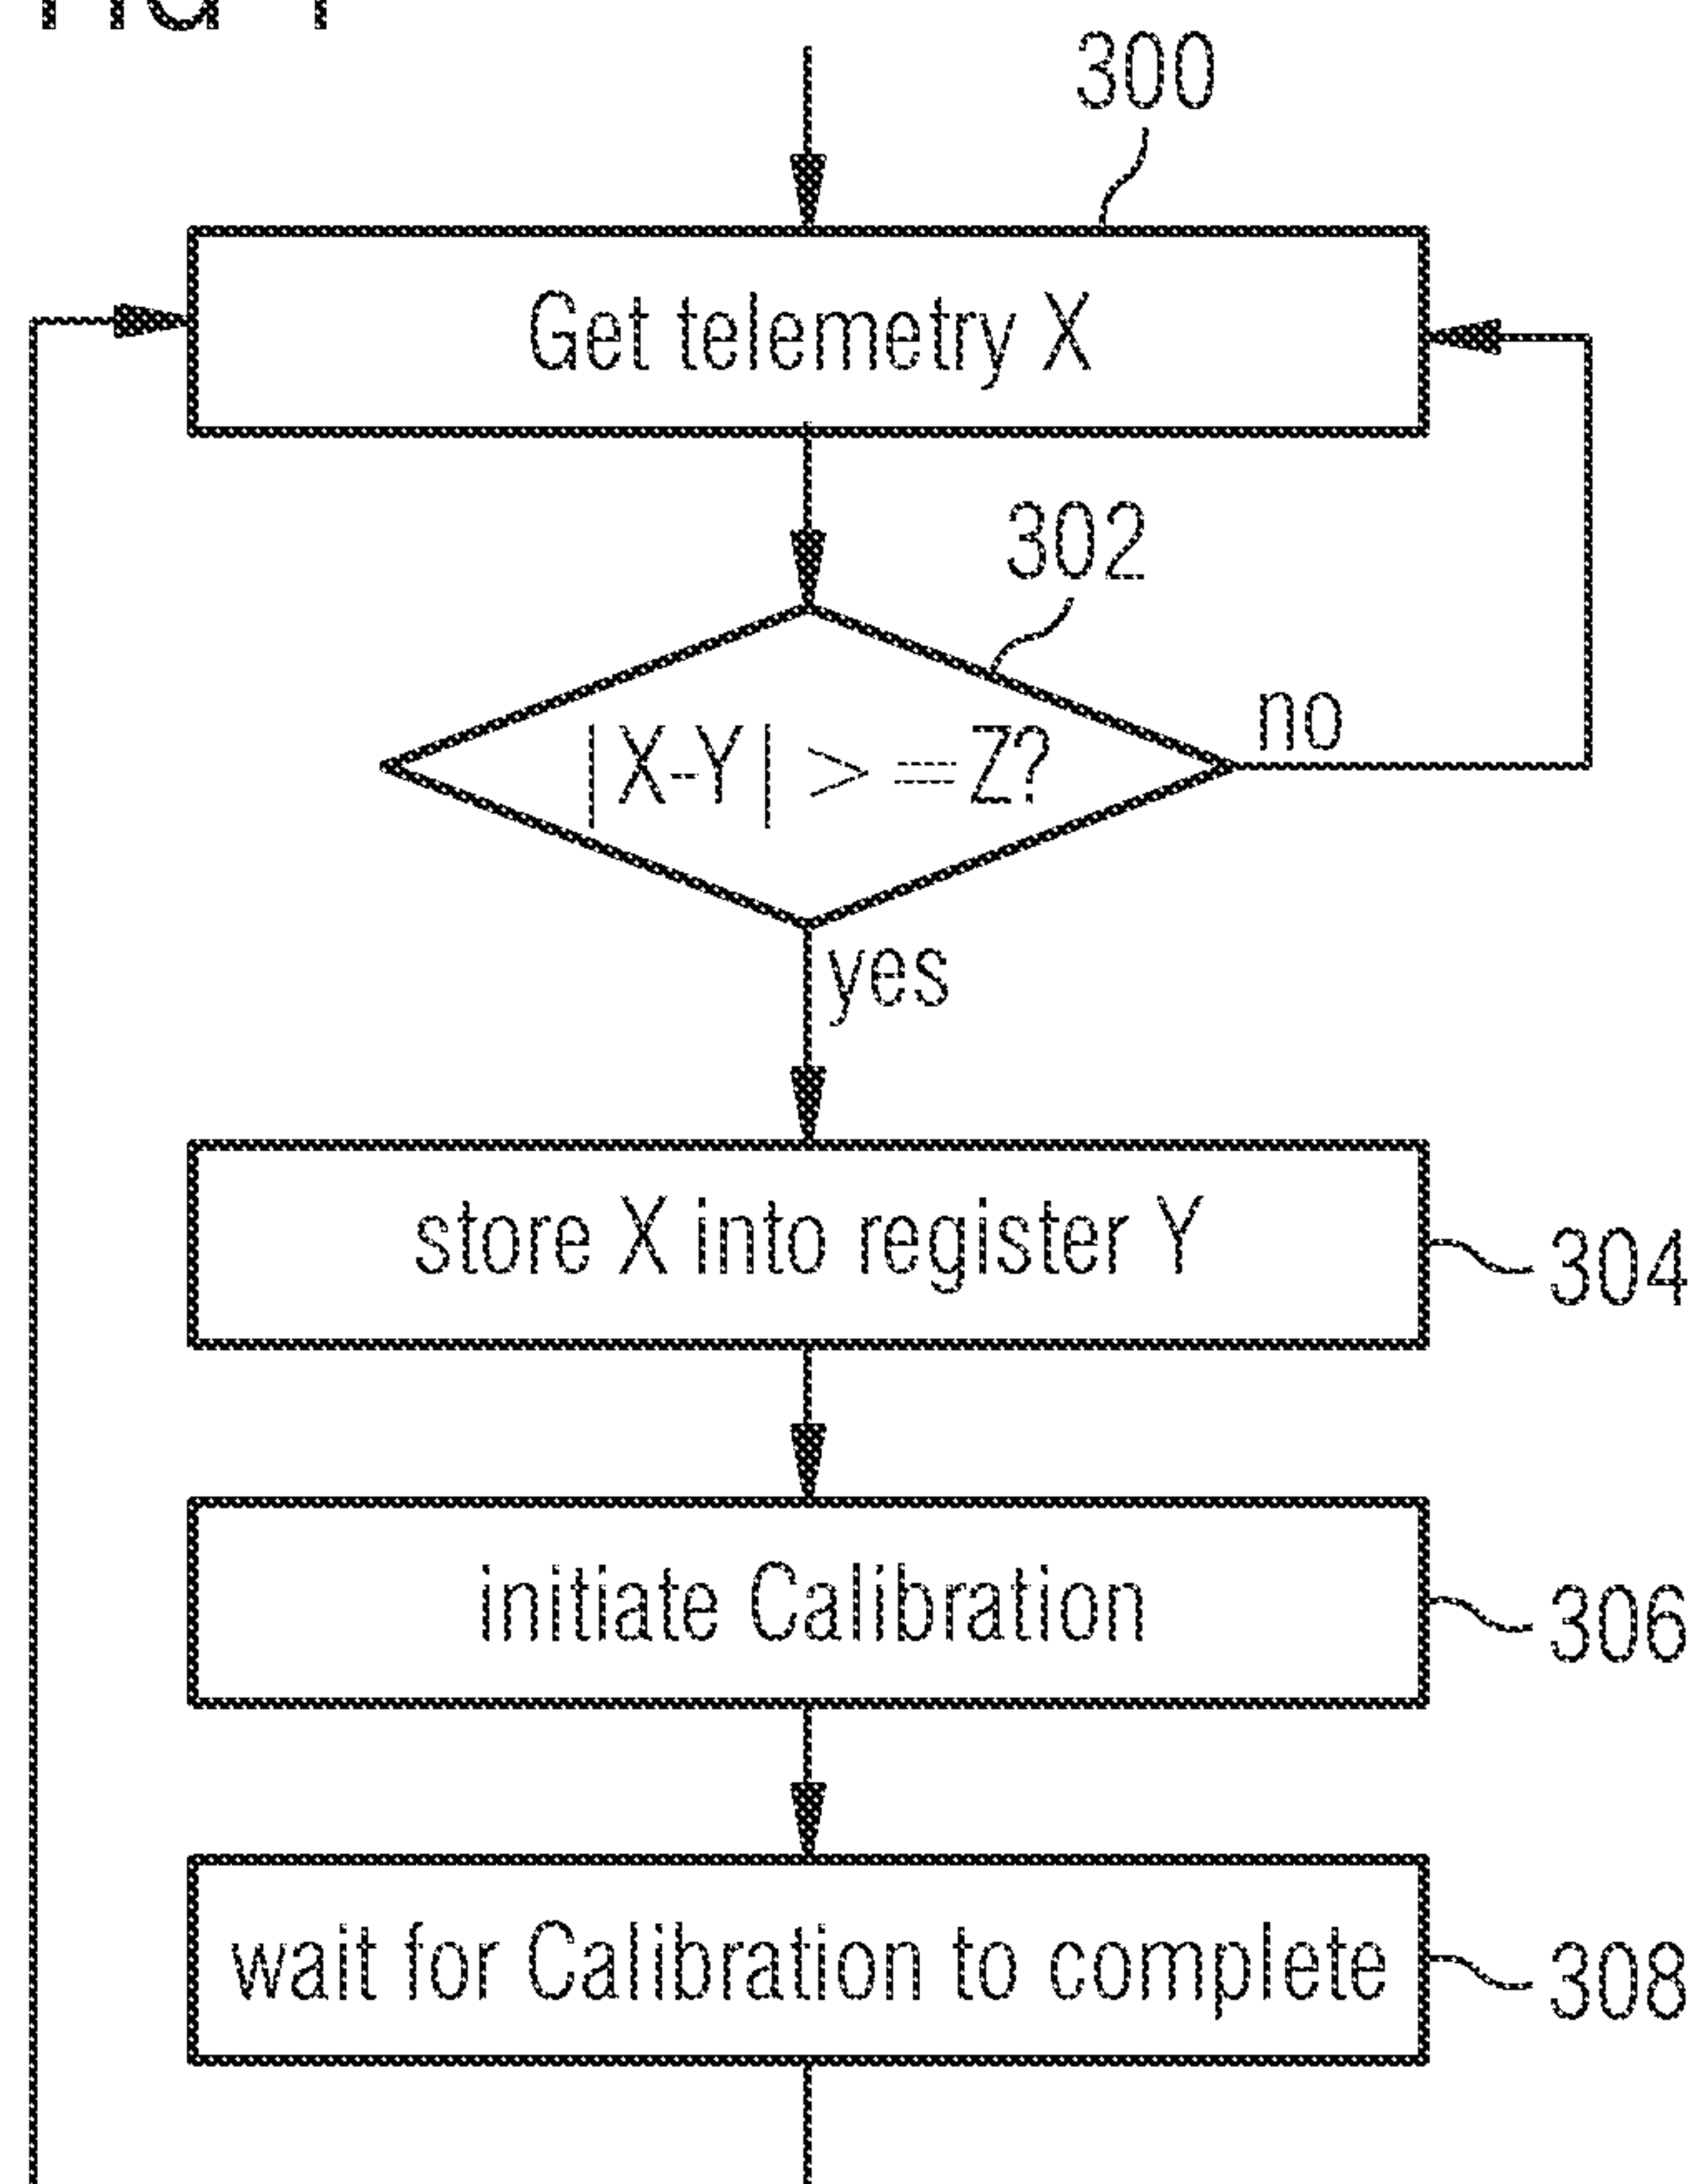 300
Get telemetry X
302
|X-Y| > =Z?
no
yes
store X into register Y
304
initiate Calibration
306
wait for Calibration to complete
308